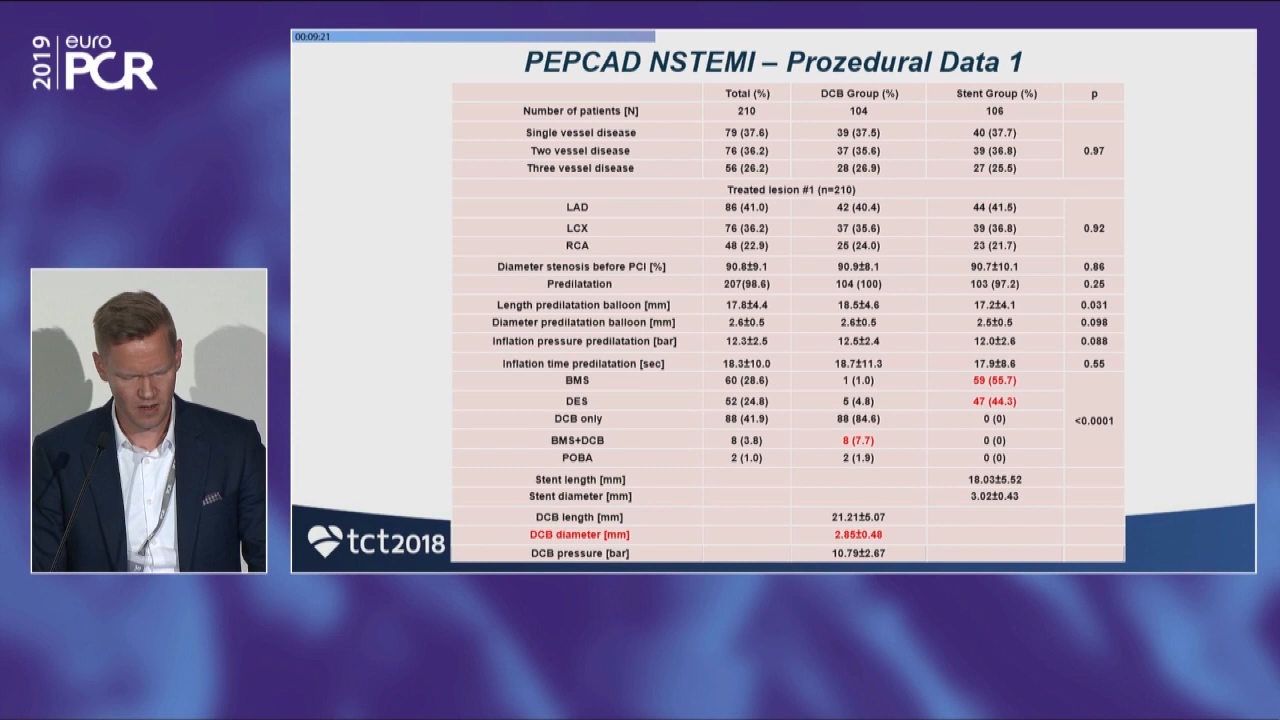 2019 euro PCR
00:09:21
PEPCAD NSTEMI – Prozedural Data 1
Total (%) DCB Group (%) Stent Group (%) p
Number of patients [N] 210 104 106
Single vessel disease 79 (37.6) 39 (37.5) 40 (37.7)
Two vessel disease 76 (36.2) 37 (35.6) 39 (36.8) 0.97
Three vessel disease 56 (26.2) 28 (26.9) 27 (25.5)
Treated lesion #1 (n=210)
LAD 86 (41.0) 42 (40.4) 44 (41.5)
LCX 76 (36.2) 37 (35.6) 39 (36.8) 0.92
RCA 48 (22.9) 25 (24.0) 23 (21.7)
Diameter stenosis before PCI [%] 90.8±9.1 90.9±8.1 90.7±10.1 0.86
Predilatation 207(98.6) 104 (100) 103 (97.2) 0.25
Length predilatation balloon [mm] 17.8±4.4 18.5±4.6 17.2±4.1 0.031
Diameter predilatation balloon [mm] 2.6±0.5 2.6±0.5 2.5±0.5 0.098
Inflation pressure predilatation [bar] 12.3±2.5 12.5±2.4 12.0±2.6 0.088
Inflation time predilatation [sec] 18.3±10.0 18.7±11.3 17.9±8.6 0.55
BMS 60 (28.6) 1 (1.0) 59 (55.7)
DES 52 (24.8) 5 (4.8) 47 (44.3)
DCB only 88 (41.9) 88 (84.6) 0 (0) <0.0001
BMS+DCB 8 (3.8) 8 (7.7) 0 (0)
POBA 2 (1.0) 2 (1.9) 0 (0)
Stent length [mm] 18.03±5.52
Stent diameter [mm] 3.02±0.43
DCB length [mm] 21.21±5.07
DCB diameter [mm] 2.85±0.48
DCB pressure [bar] 10.79±2.67
tct2018